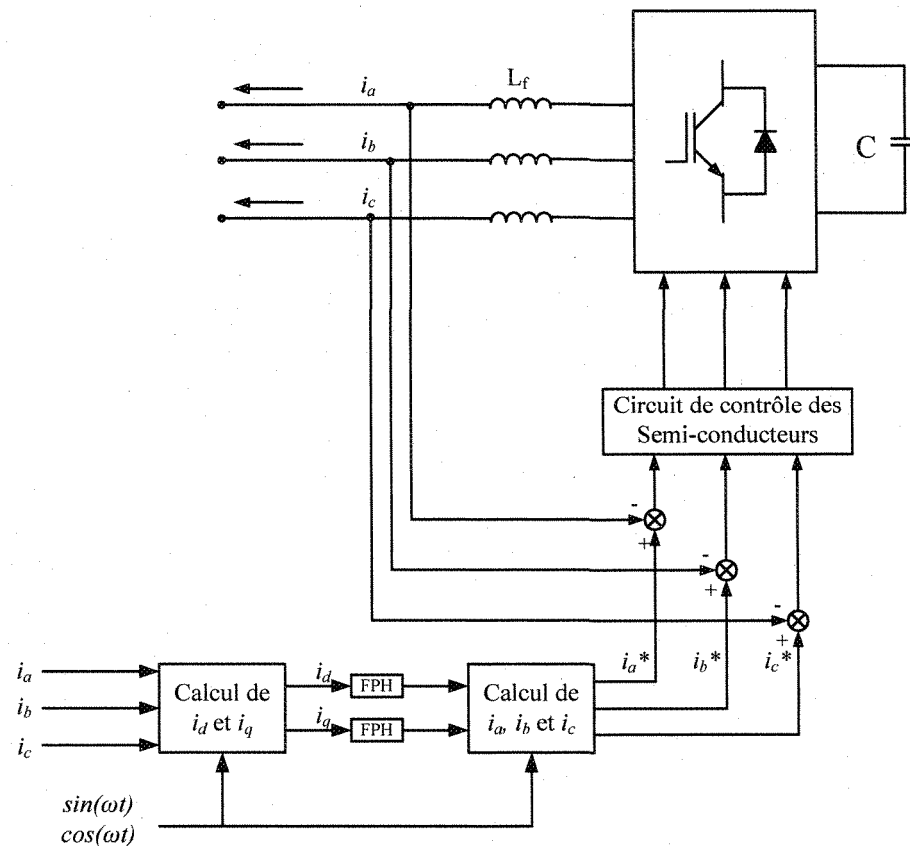 i_a
L_f
i_b
i_c
C
Circuit de contrôle des
Semi-conducteurs
-
+
-
+
-
+
i_a*
i_b*
i_c*
i_a
i_b
i_c
Calcul de
i_d et i_q
i_d
FPH
i_q
FPH
Calcul de
i_a, i_b et i_c
sin(ωt)
cos(ωt)